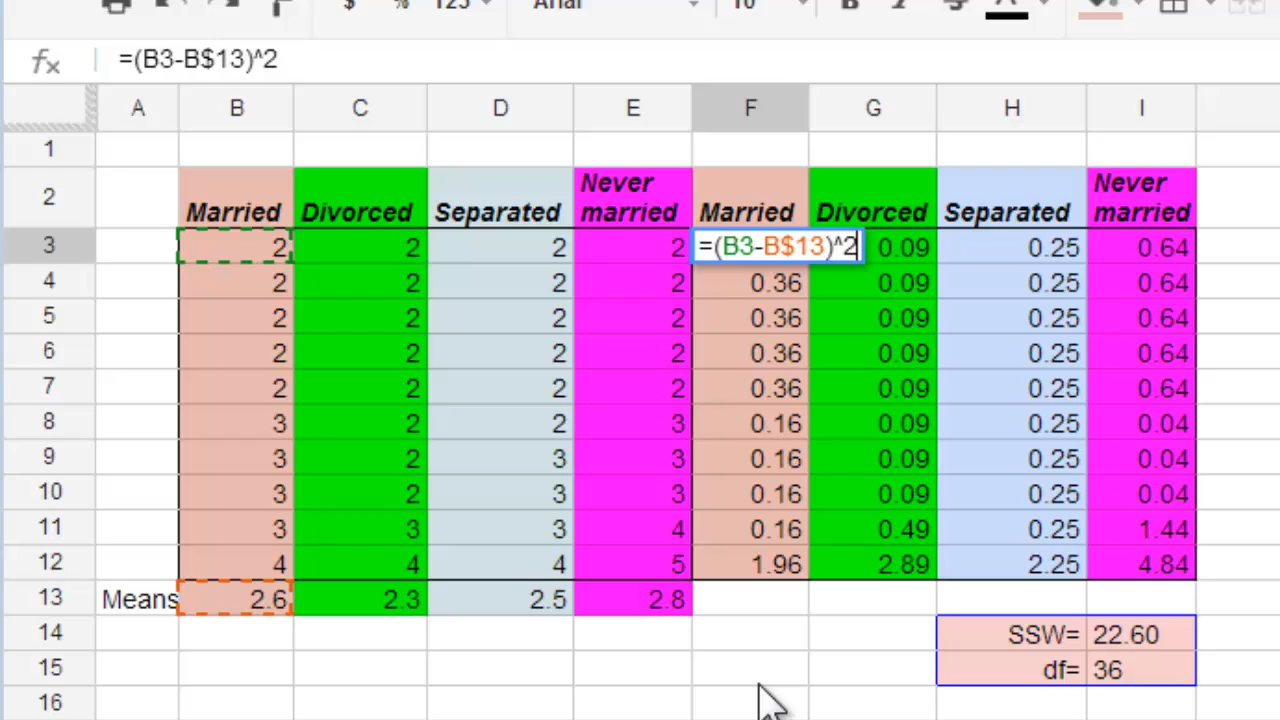 $ % 123 Arial 10 B I S A
fx =(B3-B$13)^2
A B C D E F G H I
1
2 Married Divorced Separated Never married Married Divorced Separated Never married
3 2 2 2 2 =(B3-B$13)^2 0.09 0.25 0.64
4 2 2 2 2 0.36 0.09 0.25 0.64
5 2 2 2 2 0.36 0.09 0.25 0.64
6 2 2 2 2 0.36 0.09 0.25 0.64
7 2 2 2 2 0.36 0.09 0.25 0.64
8 3 2 2 3 0.16 0.09 0.25 0.04
9 3 2 3 3 0.16 0.09 0.25 0.04
10 3 2 3 3 0.16 0.09 0.25 0.04
11 3 3 3 4 0.16 0.49 0.25 1.44
12 4 4 4 5 1.96 2.89 2.25 4.84
13 Means 2.6 2.3 2.5 2.8
14 SSW= 22.60
15 df= 36
16